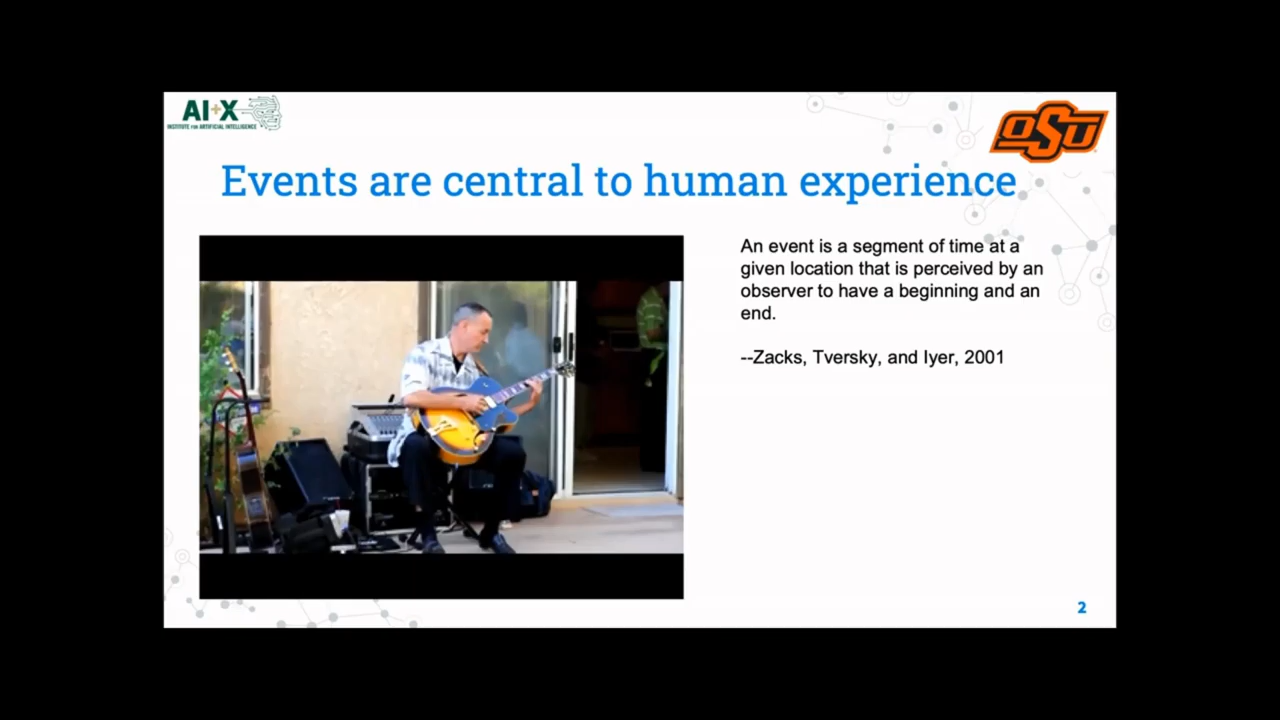 AI+X
INSTITUTE FOR ARTIFICIAL INTELLIGENCE
OSU
Events are central to human experience
An event is a segment of time at a
given location that is perceived by an
observer to have a beginning and an
end.
--Zacks, Tversky, and Iyer, 2001
2